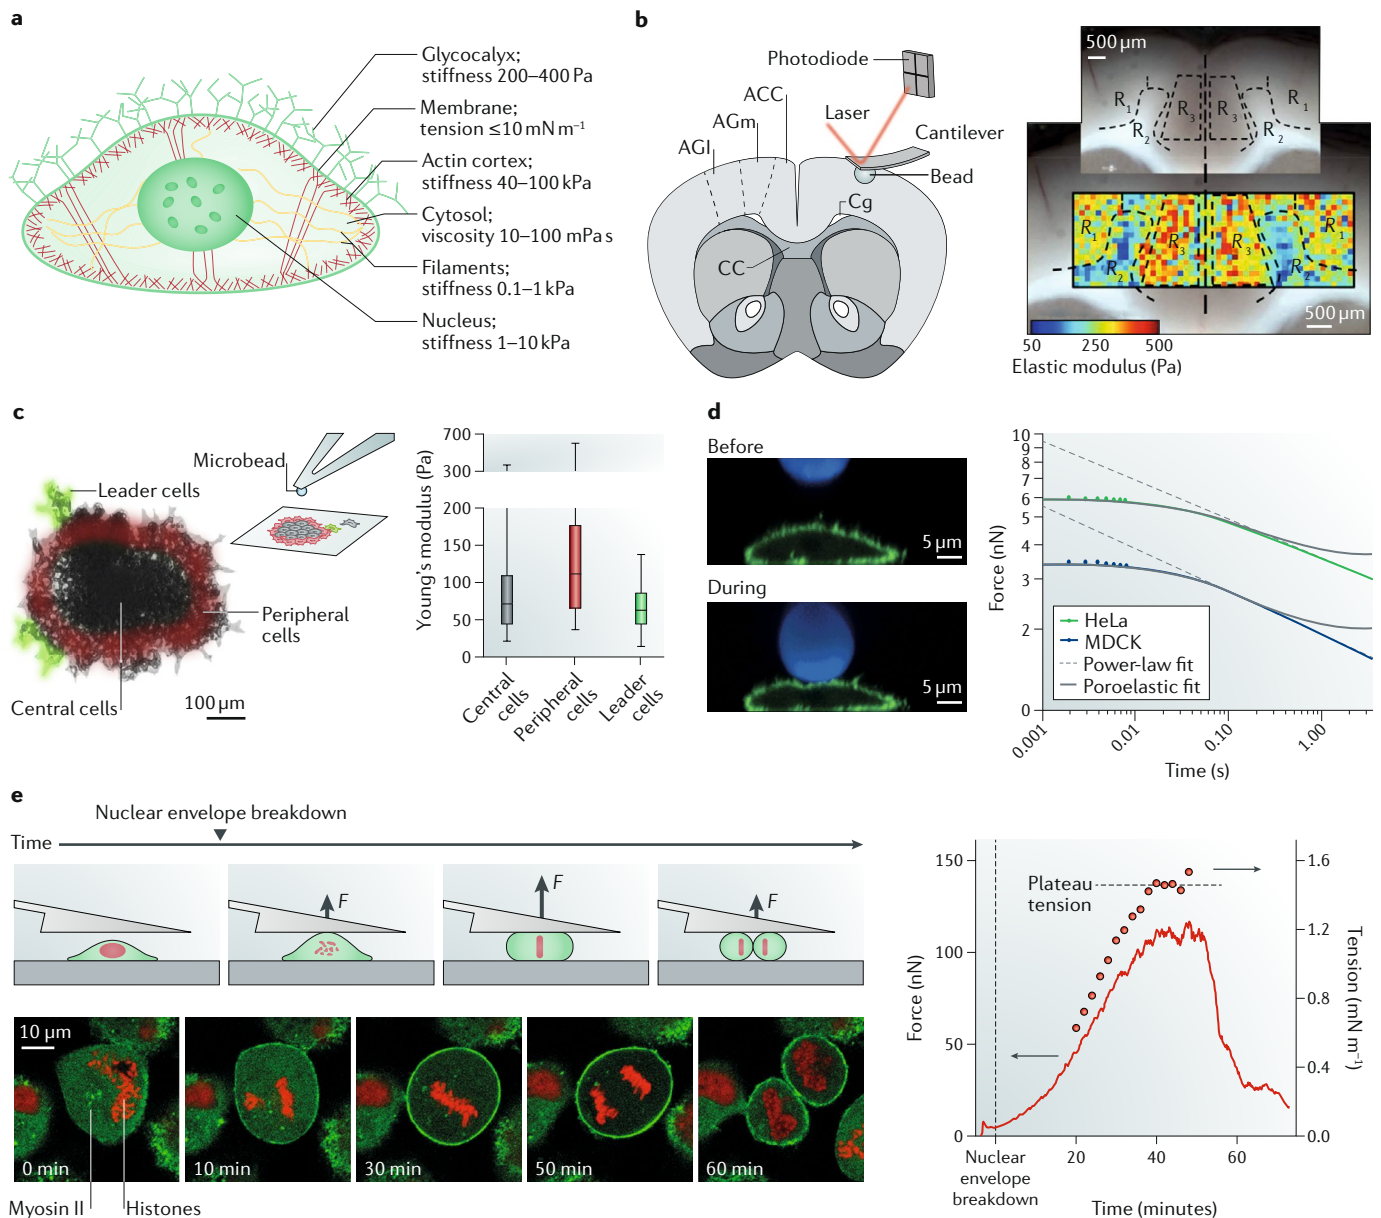 a
Glycocalyx;
stiffness 200–400 Pa
Membrane;
tension ≤10 mN m⁻¹
Actin cortex;
stiffness 40–100 kPa
Cytosol;
viscosity 10–100 mPa s
Filaments;
stiffness 0.1–1 kPa
Nucleus;
stiffness 1–10 kPa
b
Photodiode
ACC
Laser
AGm
Cantilever
AGl
Bead
Cg
CC
500 µm
R₁
R₃
R₃
R₁
R₂
R₂
R₁
R₃
R₃
R₁
R₂
R₂
500 µm
50
250
500
Elastic modulus (Pa)
c
Microbead
Leader cells
Peripheral
cells
Central cells
100 µm
Young's modulus (Pa)
700
300
200
150
100
50
0
Central
cells
Peripheral
cells
Leader
cells
d
Before
5 µm
During
5 µm
Force (nN)
10
9
8
7
6
5
4
3
2
0
HeLa
MDCK
Power-law fit
Poroelastic fit
0.001
0.01
0.10
1.00
Time (s)
e
Nuclear envelope breakdown
Time
F
F
F
10 µm
0 min
10 min
30 min
50 min
60 min
Myosin II
Histones
Force (nN)
150
100
50
0
Plateau
tension
1.6
1.2
0.8
0.4
0.0
Tension (mN m⁻¹)
Nuclear
envelope
breakdown
20
40
60
Time (minutes)